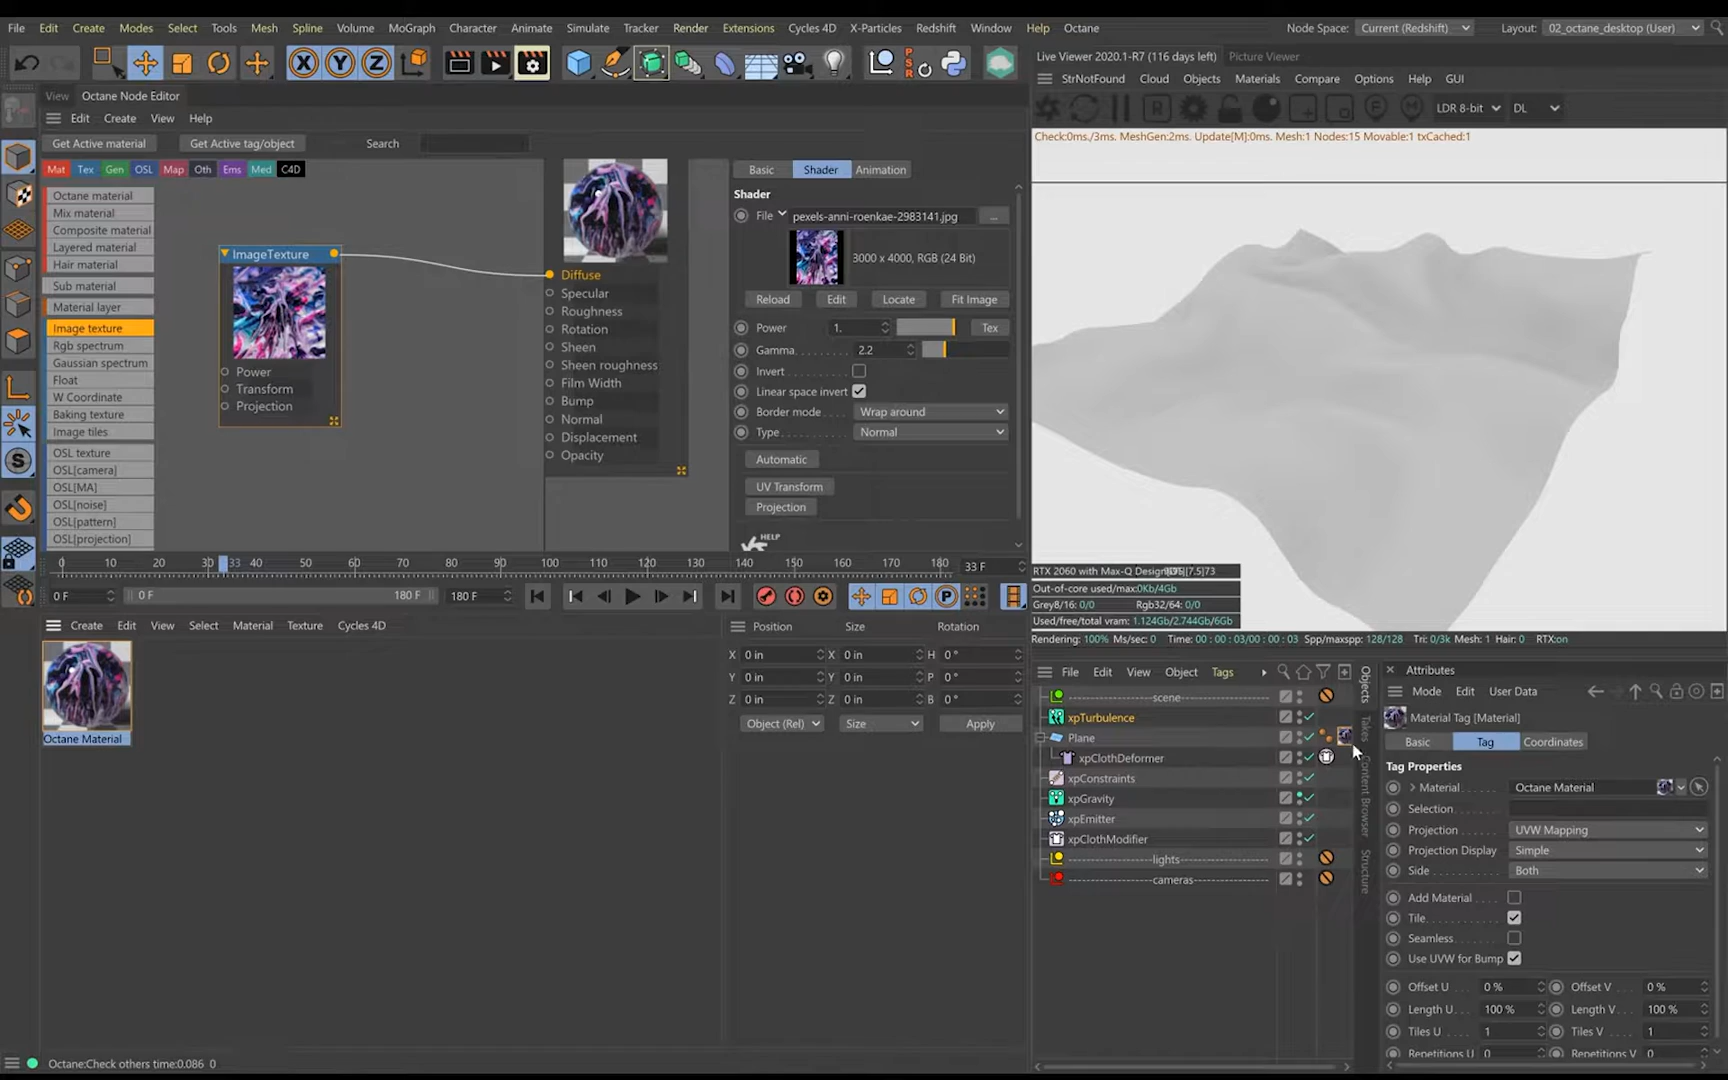 File Edit Create Modes Select Tools Mesh Spline Volume MoGraph Character Animate Simulate Tracker Render Extensions Cycles 4D X-Particles Redshift Window Help Octane Node Space: Current (Redshift) Layout: 02_octane_desktop (User)
X Y Z PSR
Live Viewer 2020.1-R7 (116 days left) Picture Viewer
StrNotFound Cloud Objects Materials Compare Options Help GUI
R F M LDR 8-bit DL
Check:0ms./3ms. MeshGen:2ms. Update[M]:0ms. Mesh:1 Nodes:15 Movable:1 txCached:1
View Octane Node Editor
Edit Create View Help
Get Active material Get Active tag/object Search
Mat Tex Gen OSL Map Oth Ems Med C4D
Octane material
Mix material
Composite material
Layered material
Hair material
Sub material
Material layer
Image texture
Rgb spectrum
Gaussian spectrum
Float
W Coordinate
Baking texture
Image tiles
OSL texture
OSL[camera]
OSL[MA]
OSL[noise]
OSL[pattern]
OSL[projection]
ImageTexture
Power
Transform
Projection
Diffuse
Specular
Roughness
Rotation
Sheen
Sheen roughness
Film Width
Bump
Normal
Displacement
Opacity
Basic Shader Animation
Shader
File pexels-anni-roenkae-2983141.jpg ...
3000 x 4000, RGB (24 Bit)
Reload Edit Locate Fit Image
Power 1. Tex
Gamma 2.2
Invert
Linear space invert
Border mode Wrap around
Type Normal
Automatic
UV Transform
Projection
HELP
0 10 20 30 33 40 50 60 70 80 90 100 110 120 130 140 150 160 170 180 33 F
0 F 0 F 180 F 180 F P
RTX 2060 with Max-Q Design
Out-of-core used/max:0Kb/4Gb
Grey8/16: 0/0 Rgb32/64: 0/0
Used/free/total vram: 1.124Gb/2.744Gb/6Gb
Rendering: 100% Ms/sec: 0 Time: 00 : 00 : 03/00 : 00 : 03 Spp/maxspp: 128/128 Tri: 0/3k Mesh: 1 Hair: 0 RTX:on
Create Edit View Select Material Texture Cycles 4D
Octane Material
Position Size Rotation
X 0 in X 0 in H 0 °
Y 0 in Y 0 in P 0 °
Z 0 in Z 0 in B 0 °
Object (Rel) Size Apply
File Edit View Object Tags
scene
xpTurbulence
Plane
xpClothDeformer
xpConstraints
xpGravity
xpEmitter
xpClothModifier
lights
cameras
Objects
Takes
Content Browser
Structure
Attributes
Mode Edit User Data
Material Tag [Material]
Basic Tag Coordinates
Tag Properties
Material Octane Material
Selection
Projection UVW Mapping
Projection Display Simple
Side Both
Add Material
Tile
Seamless
Use UVW for Bump
Offset U 0 % Offset V 0 %
Length U 100 % Length V 100 %
Tiles U 1 Tiles V 1
Repetitions U 0 Repetitions V 0
Octane:Check others time:0.086 0